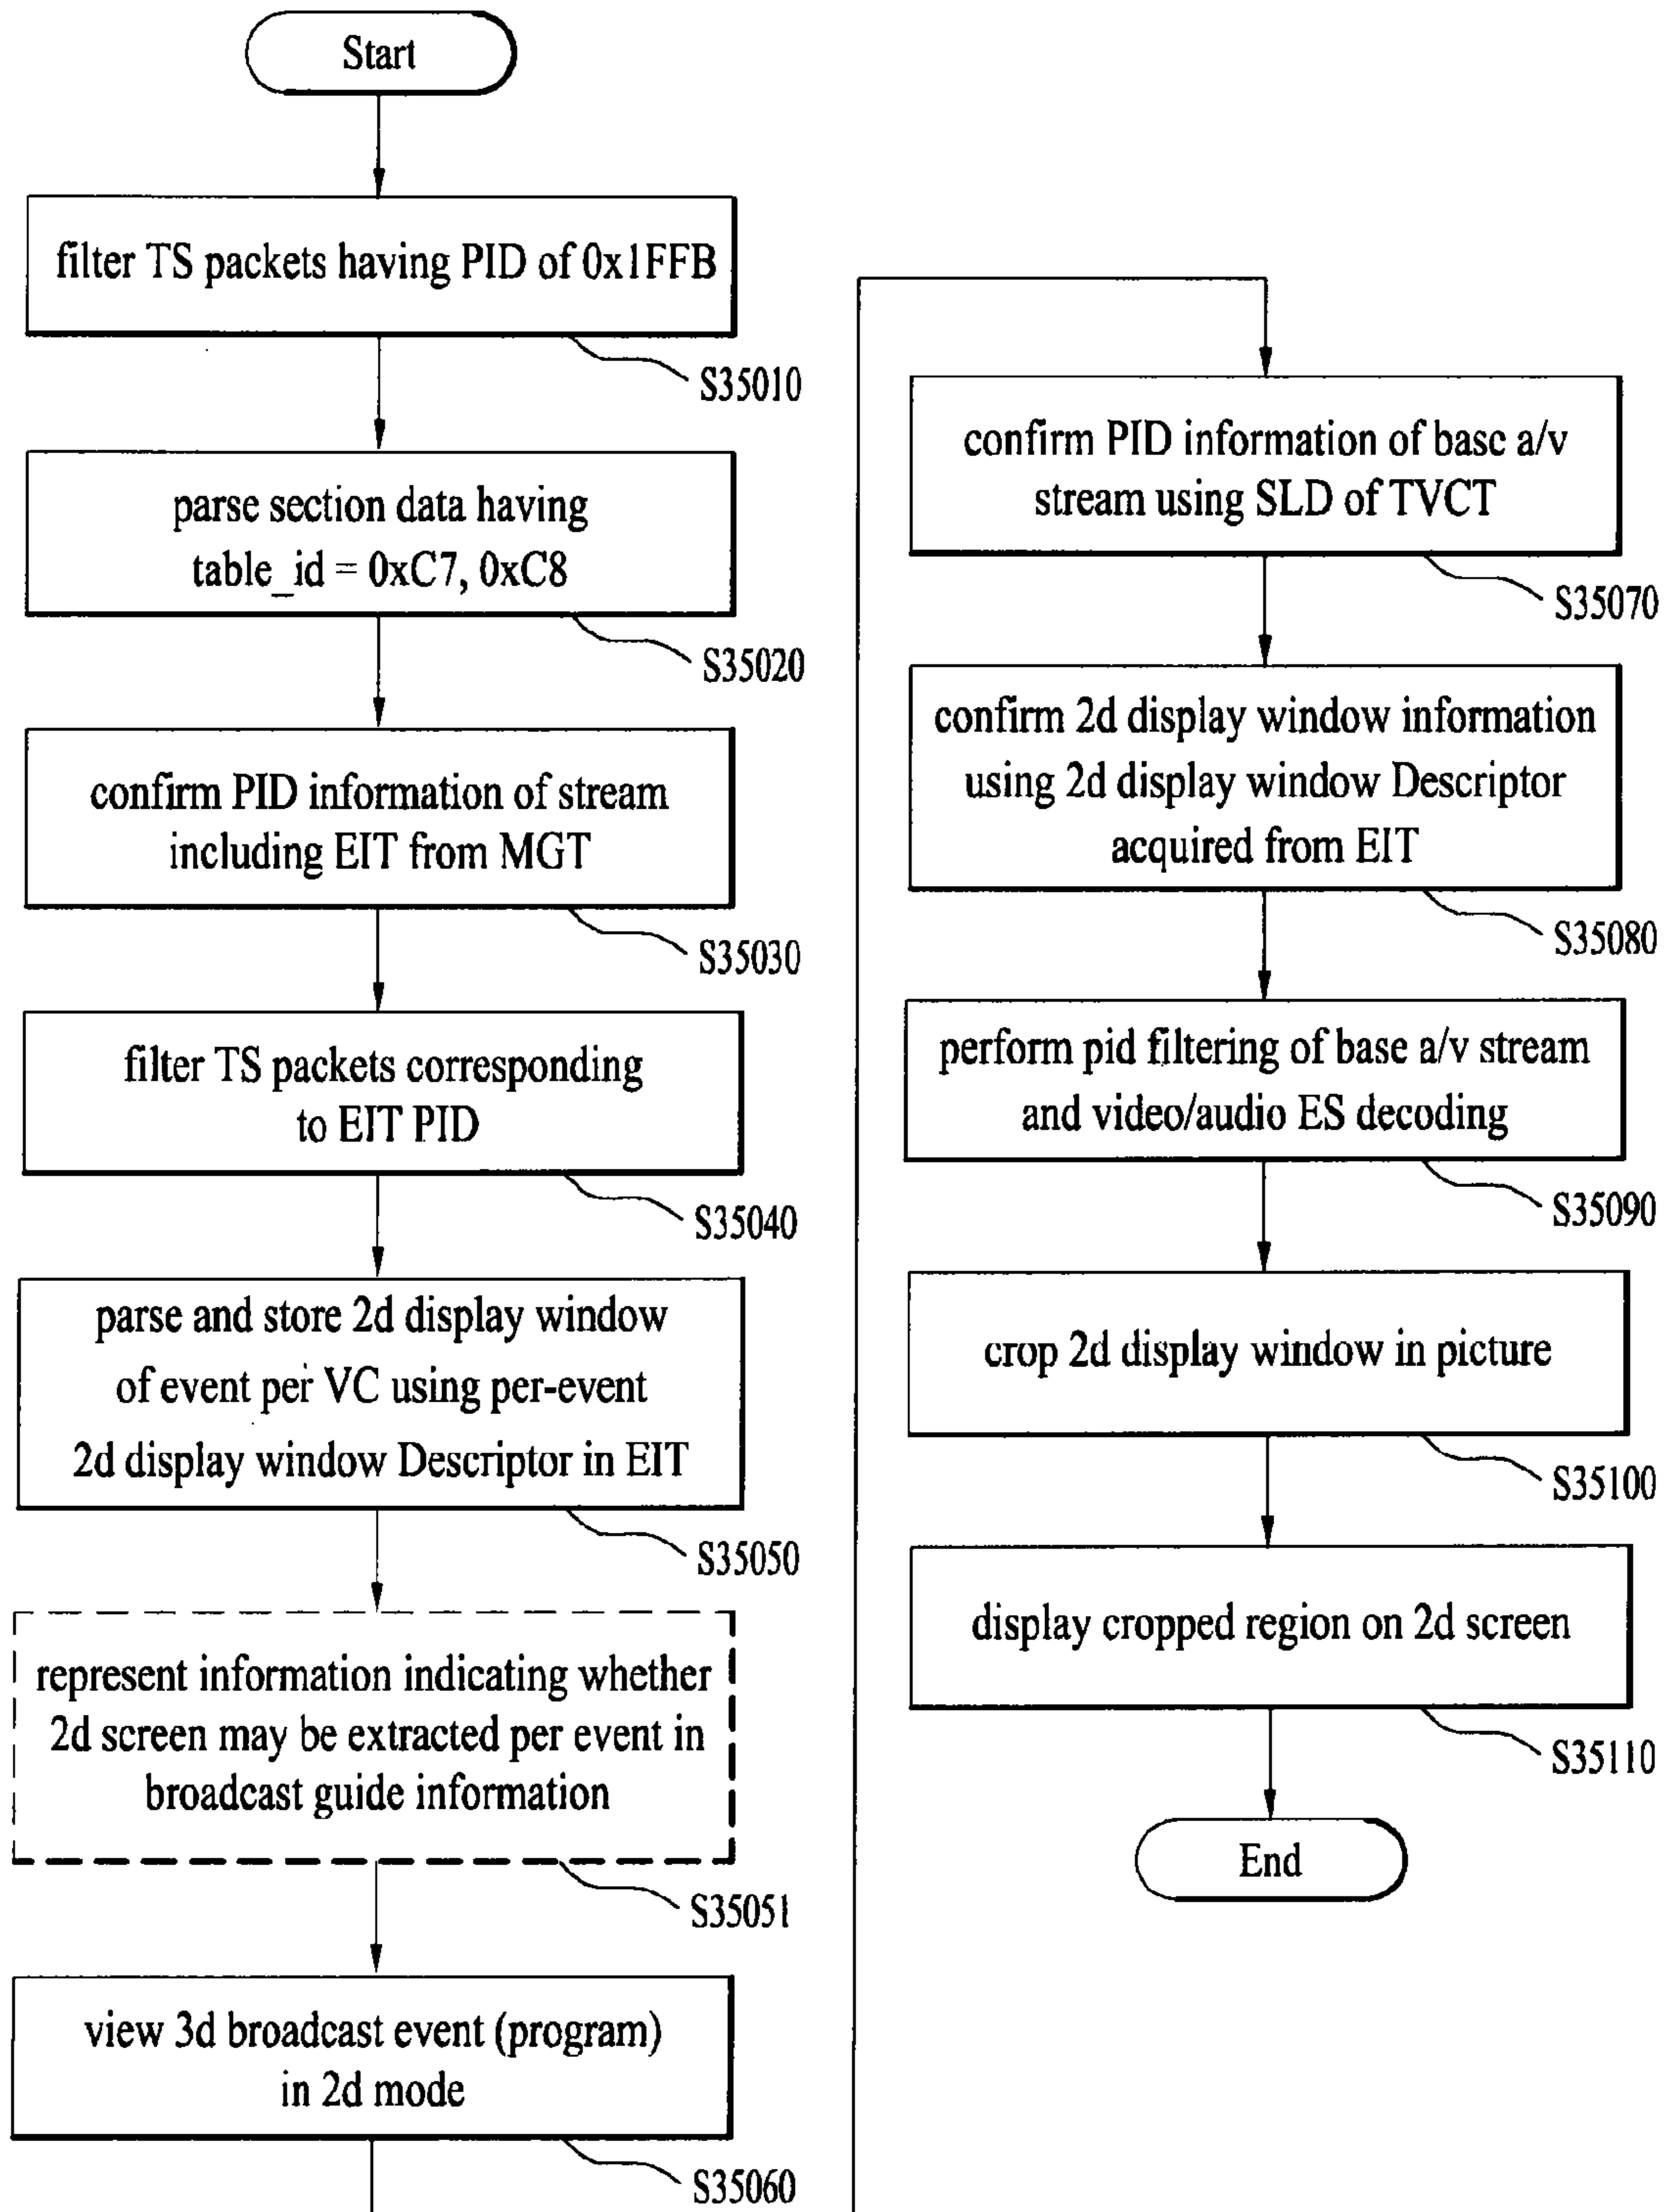 Start
filter TS packets having PID of 0x1FFB
S35010
parse section data having
table_id = 0xC7, 0xC8
S35020
confirm PID information of stream
including EIT from MGT
S35030
filter TS packets corresponding
to EIT PID
S35040
parse and store 2d display window
of event per VC using per-event
2d display window Descriptor in EIT
S35050
represent information indicating whether
2d screen may be extracted per event in
broadcast guide information
S35051
view 3d broadcast event (program)
in 2d mode
S35060
confirm PID information of base a/v
stream using SLD of TVCT
S35070
confirm 2d display window information
using 2d display window Descriptor
acquired from EIT
S35080
perform pid filtering of base a/v stream
and video/audio ES decoding
S35090
crop 2d display window in picture
S35100
display cropped region on 2d screen
S35110
End